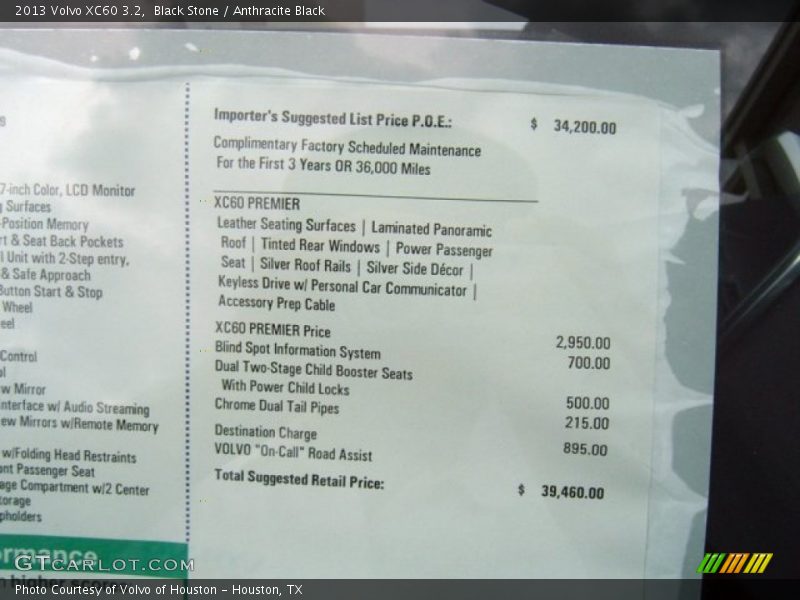 2013 Volvo XC60 3.2, Black Stone / Anthracite Black
7-inch Color, LCD Monitor
Surfaces
-Position Memory
& Seat Back Pockets
Unit with 2-Step entry,
& Safe Approach
Button Start & Stop
Wheel
Control
Mirror
nterface w/ Audio Streaming
ew Mirrors w/Remote Memory
w/Folding Head Restraints
ont Passenger Seat
age Compartment w/2 Center
torage
pholders
ormance
Importer's Suggested List Price P.O.E.: $ 34,200.00
Complimentary Factory Scheduled Maintenance
For the First 3 Years OR 36,000 Miles
XC60 PREMIER
Leather Seating Surfaces | Laminated Panoramic
Roof | Tinted Rear Windows | Power Passenger
Seat | Silver Roof Rails | Silver Side Décor |
Keyless Drive w/ Personal Car Communicator |
Accessory Prep Cable
XC60 PREMIER Price 2,950.00
Blind Spot Information System 700.00
Dual Two-Stage Child Booster Seats
With Power Child Locks 500.00
Chrome Dual Tail Pipes 215.00
Destination Charge 895.00
VOLVO "On-Call" Road Assist
Total Suggested Retail Price: $ 39,460.00
GTCARLOT.COM
Photo Courtesy of Volvo of Houston - Houston, TX